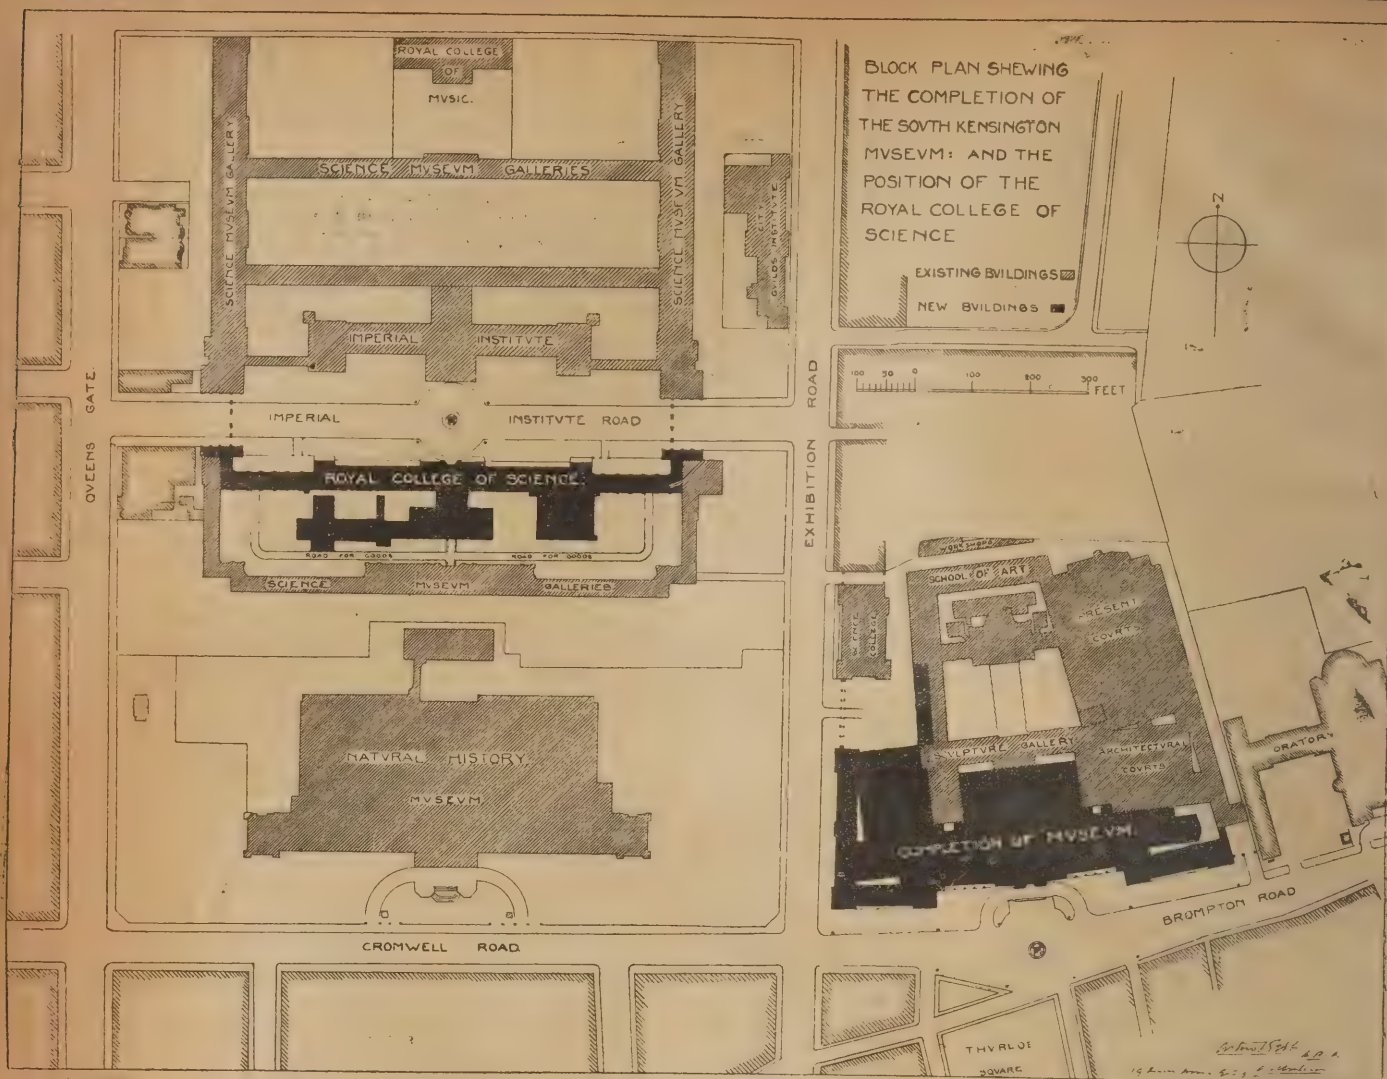 BLOCK PLAN SHEWING
THE COMPLETION OF
THE SOVTH KENSINGTON
MVSEVM: AND THE
POSITION OF THE
ROYAL COLLEGE OF
SCIENCE
EXISTING BVILDINGS
NEW BVILDINGS
100 50 0 100 200 300
FEET
ROYAL COLLEGE
OF
MVSIC.
SCIENCE MVSEVM GALLERY
SCIENCE MVSEVM GALLERIES
SCIENCE MVSEVM GALLERY
CITY
GVILDS INSTITVTE
IMPERIAL INSTITVTE
QVEENS GATE.
IMPERIAL INSTITVTE ROAD
EXHIBITION ROAD
ROYAL COLLEGE OF SCIENCE.
ROAD FOR GOODS
ROAD FOR GOODS
SCIENCE MVSEVM GALLERIES
WORKSHOPS
SCHOOL OF ART
PRESENT
COVRTS
COLLEGE
NATVRAL HISTORY
MVSEVM
GALLERY
ARCHITECTVRAL
COVRTS
ORATORY
COMPLETION OF MVSEVM.
BROMPTON ROAD
CROMWELL ROAD
THVRLOE
SQVARE